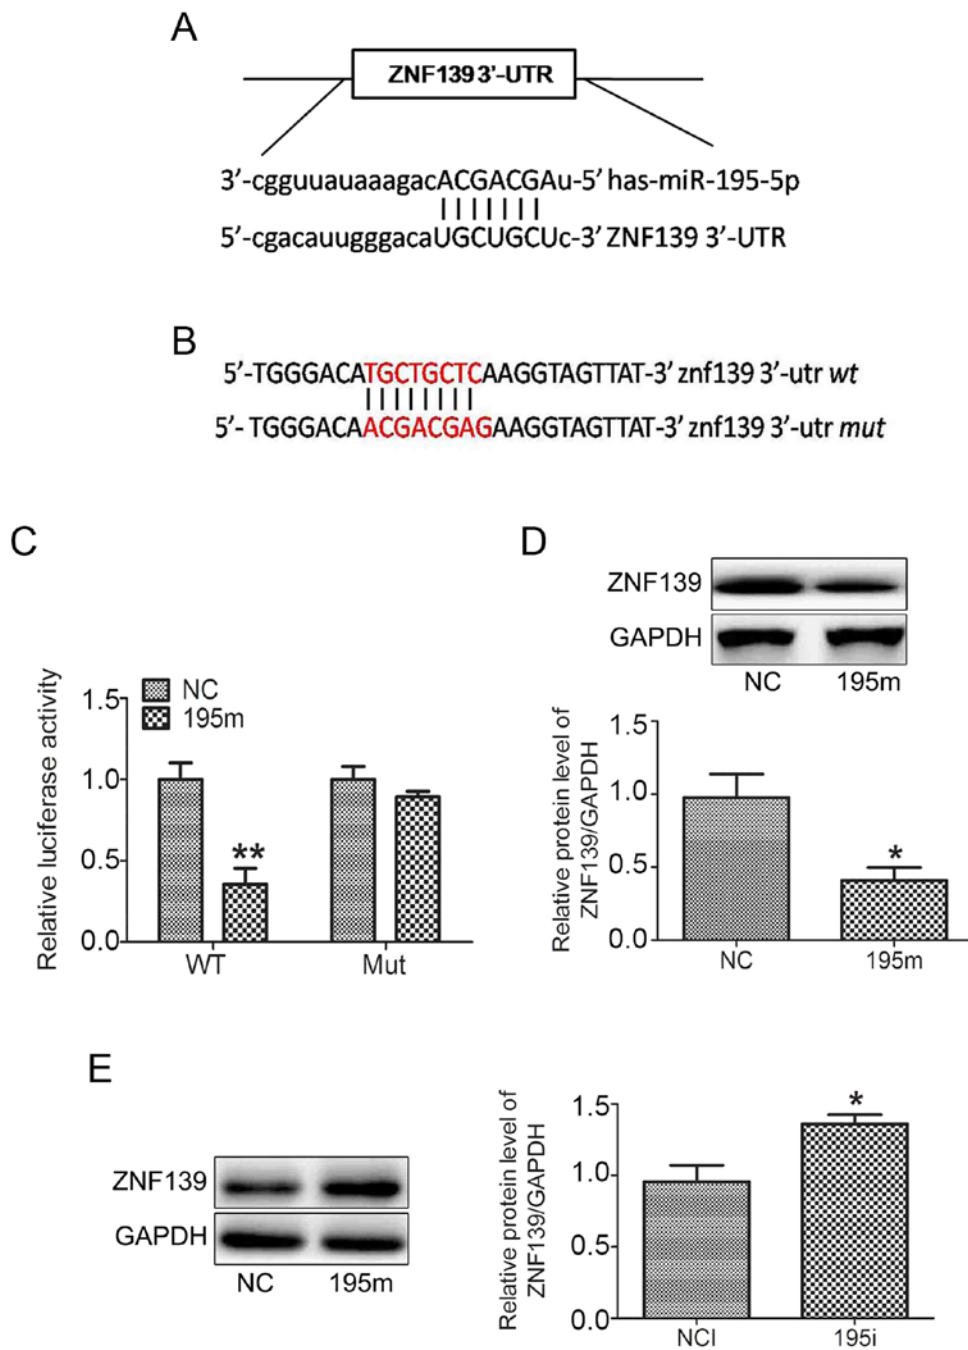 A
ZNF139 3’-UTR
3’-cgguuauaaagacACGACGAu-5’ has-miR-195-5p
5’-cgacauugggacaUGCUGCUc-3’ ZNF139 3’-UTR
B
5’-TGGGACATGCTGCTCAAGGTAGTTAT-3’ znf139 3’-utr wt
5’- TGGGACAACGACGAGAAGGTAGTTAT-3’ znf139 3’-utr mut
C
Relative luciferase activity
NC
195m
1.5
1.0
0.5
0.0
**
WT
Mut
D
ZNF139
GAPDH
NC
195m
Relative protein level of
ZNF139/GAPDH
1.5
1.0
0.5
0.0
*
NC
195m
E
ZNF139
GAPDH
NC
195m
Relative protein level of
ZNF139/GAPDH
1.5
1.0
0.5
0.0
*
NCI
195i